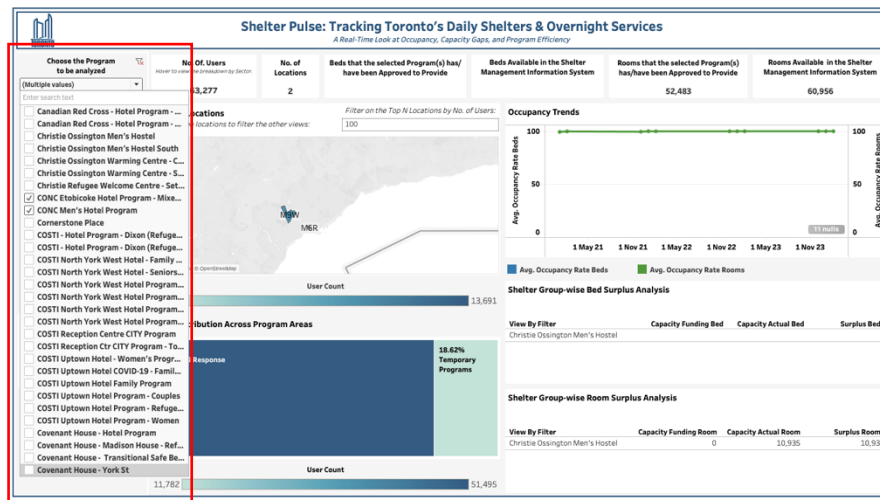 Shelter Pulse: Tracking Toronto's Daily Shelters & Overnight Services
A Real-Time Look at Occupancy, Capacity Gaps, and Program Efficiency
TORONTO
Choose the Program
to be analyzed
(Multiple values)
Enter search text
Canadian Red Cross - Hotel Program - ...
Canadian Red Cross - Hotel Program - ...
Christie Ossington Men's Hostel
Christie Ossington Men's Hostel South
Christie Ossington Warming Centre - C...
Christie Ossington Warming Centre - S...
Christie Refugee Welcome Centre - Set...
CONC Etobicoke Hotel Program - Mixe...
CONC Men's Hotel Program
Cornerstone Place
COSTI - Hotel Program - Dixon (Refuge...
COSTI - Hotel Program - Dixon (Refuge...
COSTI North York West Hotel - Family ...
COSTI North York West Hotel - Seniors...
COSTI North York West Hotel Program...
COSTI North York West Hotel Program...
COSTI North York West Hotel Program...
COSTI North York West Hotel Program...
COSTI Reception Centre CITY Program
COSTI Reception Ctr CITY Program - To...
COSTI Uptown Hotel - Women's Progr...
COSTI Uptown Hotel COVID-19 - Famil...
COSTI Uptown Hotel Family Program
COSTI Uptown Hotel Program - Couples
COSTI Uptown Hotel Program - Refuge...
COSTI Uptown Hotel Program - Women
Covenant House - Hotel Program
Covenant House - Madison House - Ref...
Covenant House - Transitional Safe Be...
Covenant House - York St
No. Of. Users
Hover to view the breakdown by Sector.
63,277
No. of
Locations
2
Beds that the selected Program(s) has/
have been Approved to Provide
Beds Available in the Shelter
Management Information System
Rooms that the selected Program(s)
has/have been Approved to Provide
52,483
Rooms Available in the Shelter
Management Information System
60,956
ocations
locations to filter the other views:
Filter on the Top N Locations by No. of Users:
100
M9W
M6R
© OpenStreetMap
User Count
13,691
Occupancy Trends
Avg. Occupancy Rate Beds
100
50
0
11 nulls
100
50
0
Avg. Occupancy Rate Rooms
1 May 21
1 Nov 21
1 May 22
1 Nov 22
1 May 23
1 Nov 23
Avg. Occupancy Rate Beds
Avg. Occupancy Rate Rooms
ribution Across Program Areas
Response
18.62%
Temporary
Programs
User Count
11,782
51,495
Shelter Group-wise Bed Surplus Analysis
View By Filter Capacity Funding Bed Capacity Actual Bed Surplus Bed
Christie Ossington Men's Hostel
Shelter Group-wise Room Surplus Analysis
View By Filter Capacity Funding Room Capacity Actual Room Surplus Room
Christie Ossington Men's Hostel 0 10,935 10,93